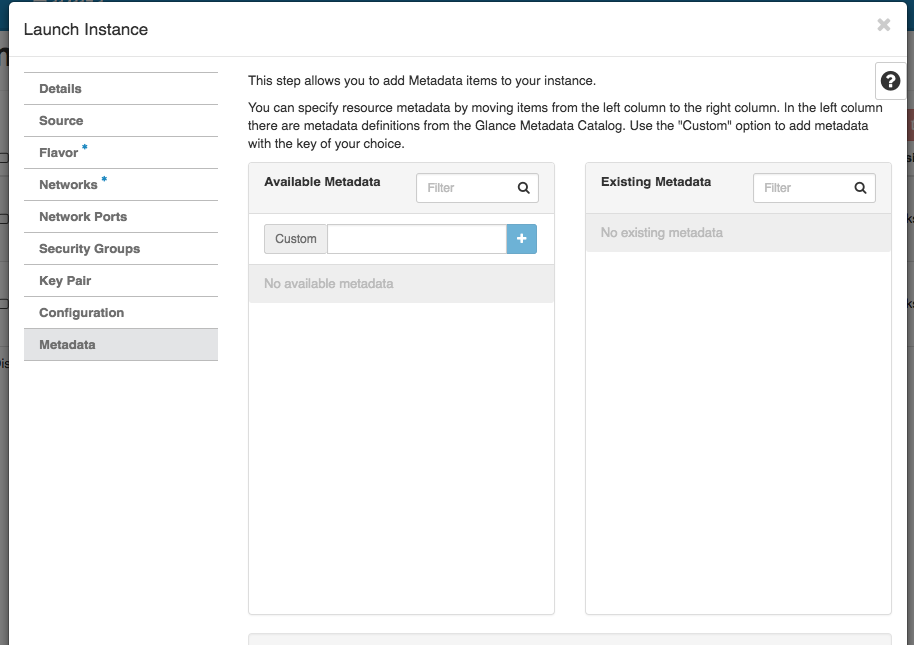 Launch Instance
Details
Source
Flavor *
Networks *
Network Ports
Security Groups
Key Pair
Configuration
Metadata
This step allows you to add Metadata items to your instance.
You can specify resource metadata by moving items from the left column to the right column. In the left column
there are metadata definitions from the Glance Metadata Catalog. Use the "Custom" option to add metadata
with the key of your choice.
Available Metadata
Filter
Custom
+
No available metadata
Existing Metadata
Filter
No existing metadata